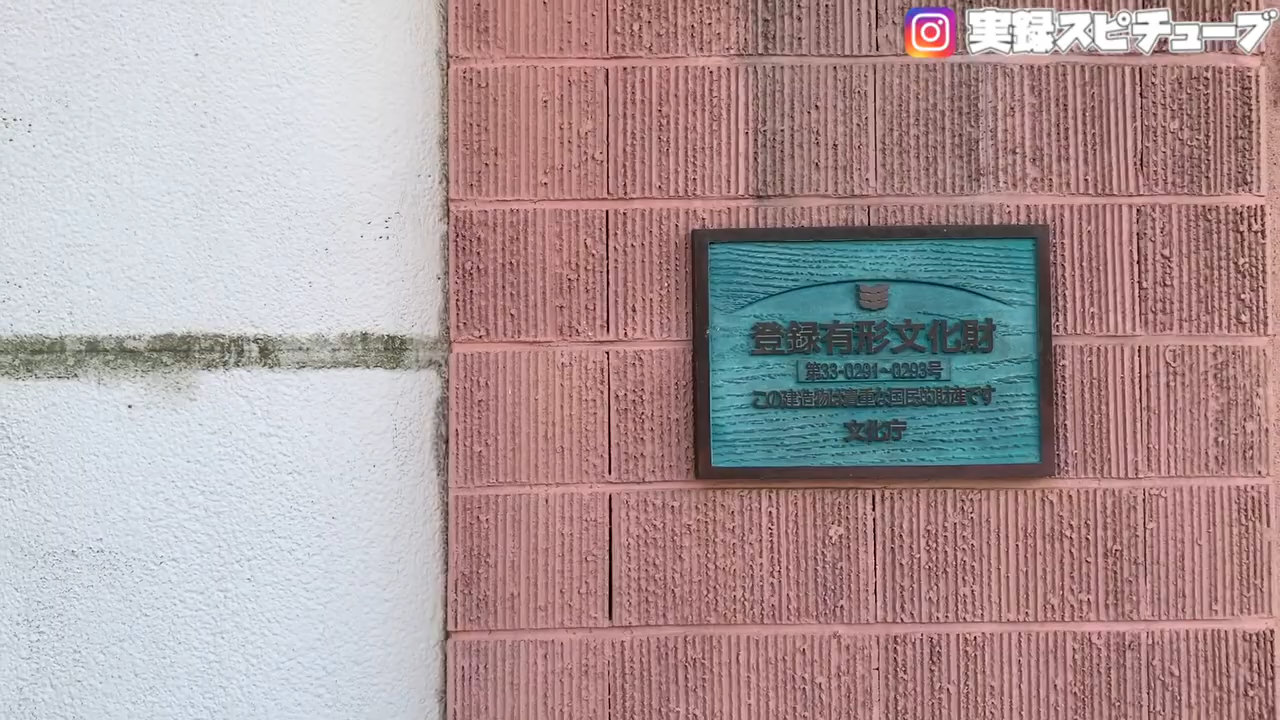 実録スピチューブ
登録有形文化財
第33-0291~0293号
この建造物は貴重な国民的財産です
文化庁